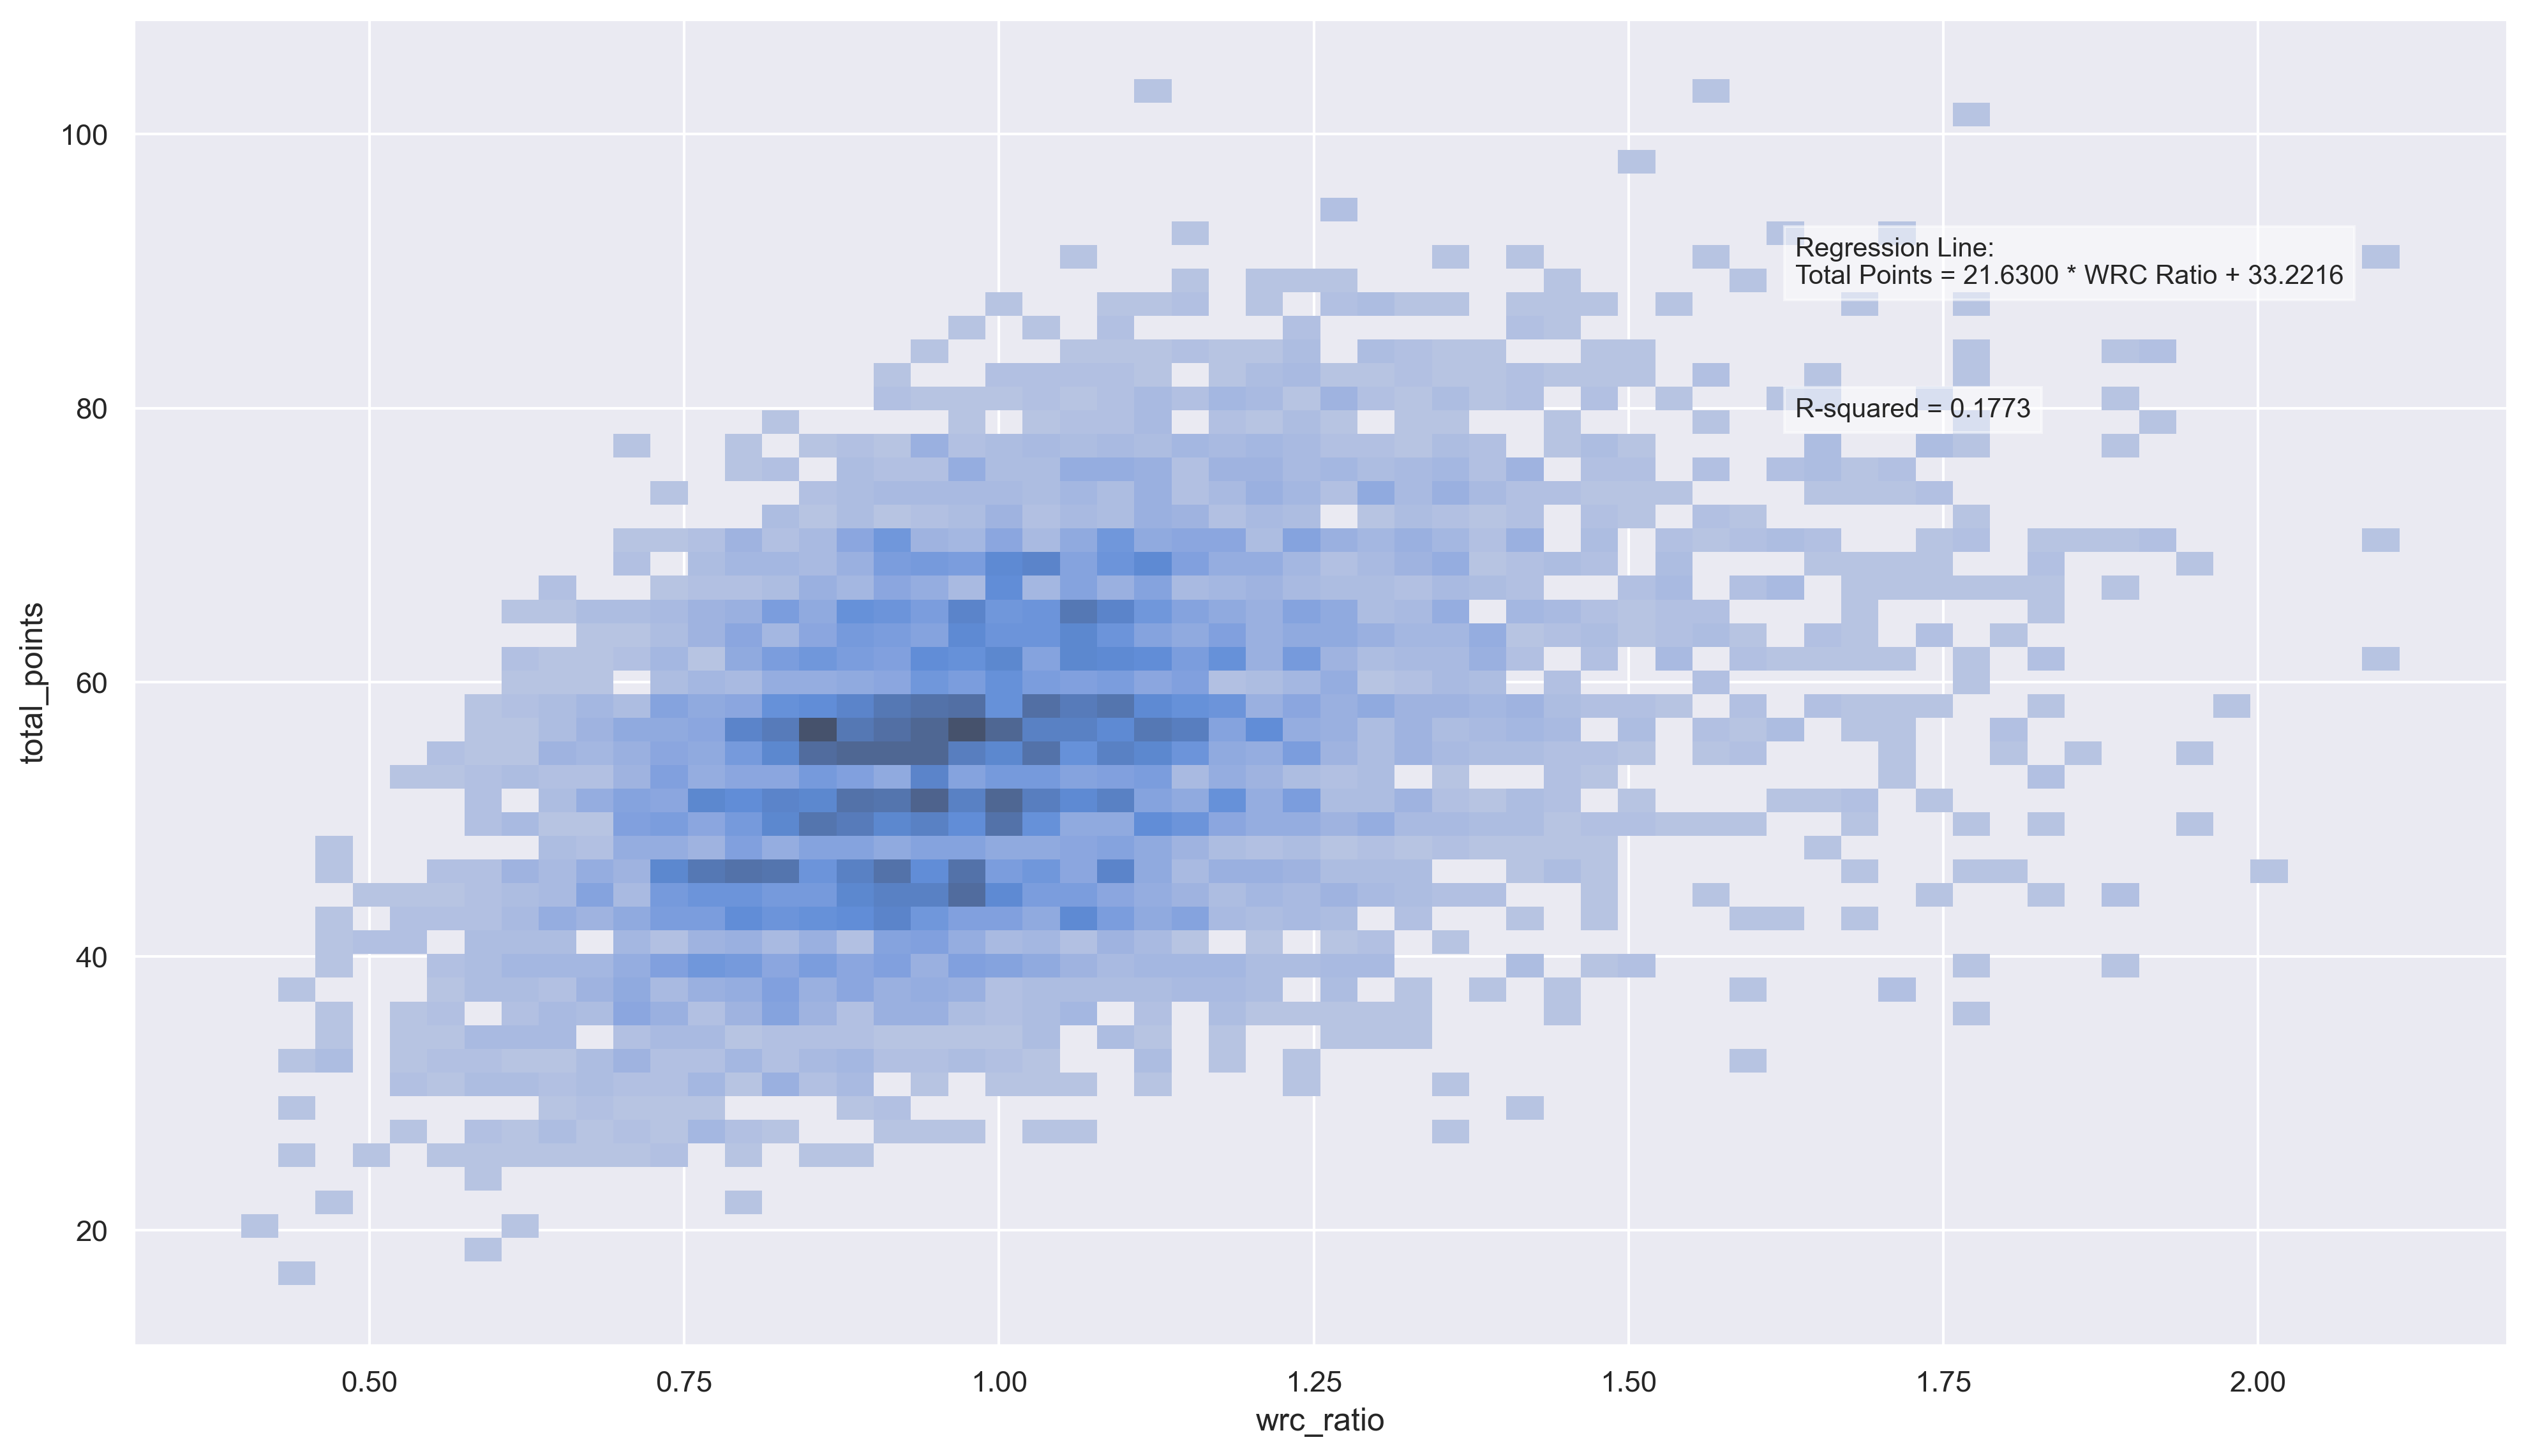 100
80
60
40
20
total_points
Regression Line:
Total Points = 21.6300 * WRC Ratio + 33.2216
R-squared = 0.1773
0.50 0.75 1.00 1.25 1.50 1.75 2.00
wrc_ratio